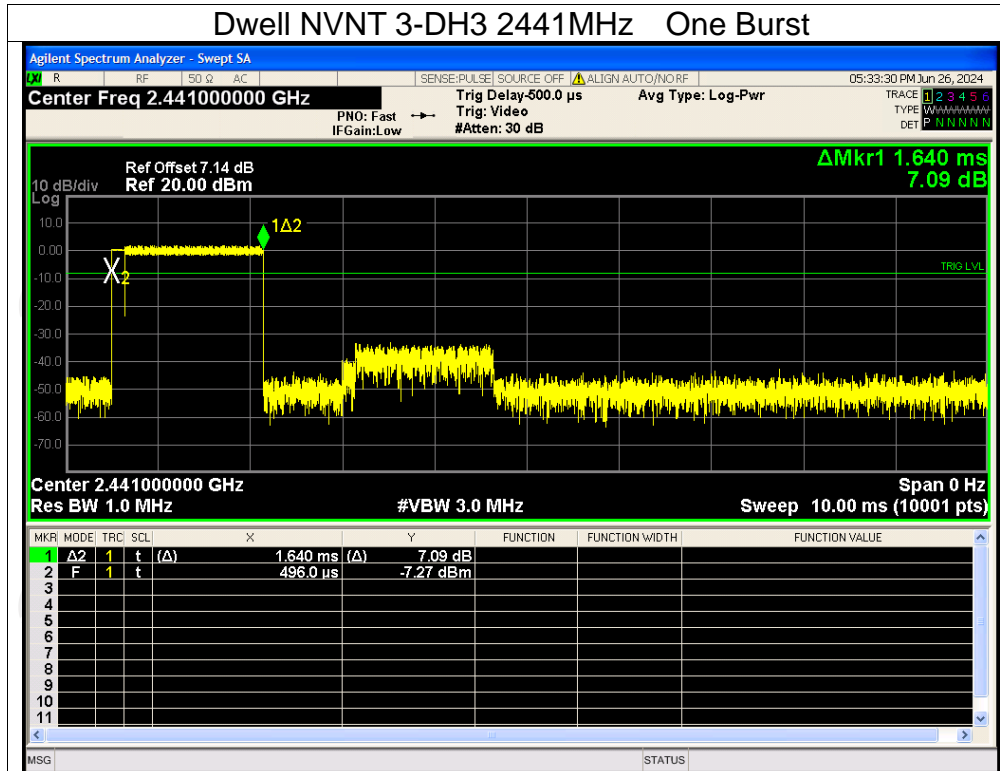 Dwell NVNT 3-DH3 2441MHz One Burst
Agilent Spectrum Analyzer - Swept SA
LXI R RF 50 Ω AC SENSE:PULSE SOURCE OFF ALIGN AUTO/NORF 05:33:30 PM Jun 26, 2024
Center Freq 2.441000000 GHz Trig Delay-500.0 µs Avg Type: Log-Pwr TRACE 1 2 3 4 5 6
PNO: Fast Trig: Video TYPE WWWWWW
IFGain:Low #Atten: 30 dB DET P N N N N N
ΔMkr1 1.640 ms
Ref Offset 7.14 dB 7.09 dB
10 dB/div Ref 20.00 dBm
Log
10.0
1Δ2
0.00
TRIG LVL
-10.0
2
-20.0
-30.0
-40.0
-50.0
-60.0
-70.0
Center 2.441000000 GHz Span 0 Hz
Res BW 1.0 MHz #VBW 3.0 MHz Sweep 10.00 ms (10001 pts)
MKR MODE TRC SCL X Y FUNCTION FUNCTION WIDTH FUNCTION VALUE
1 Δ2 1 t (Δ) 1.640 ms (Δ) 7.09 dB
2 F 1 t 496.0 µs -7.27 dBm
3
4
5
6
7
8
9
10
11
MSG STATUS